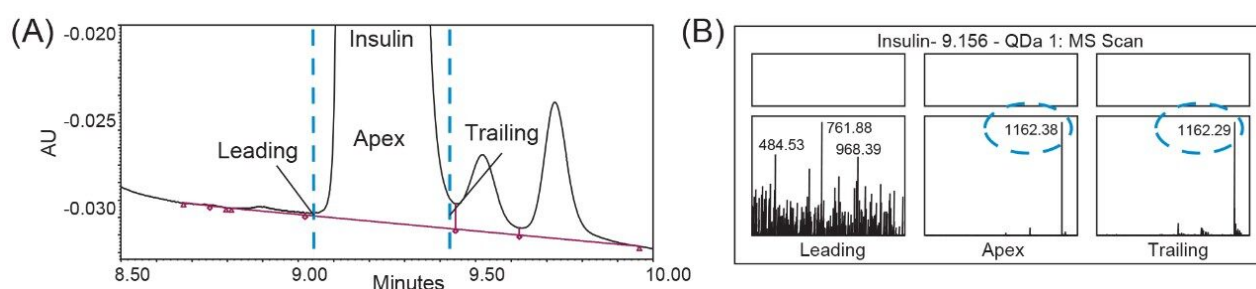 (A)
-0.020
-0.025
-0.030
AU
Insulin
Apex
Leading
Trailing
8.50
9.00
9.50
10.00
Minutes
(B)
Insulin- 9.156 - QDa 1: MS Scan
484.53
761.88
968.39
1162.38
1162.29
Leading
Apex
Trailing